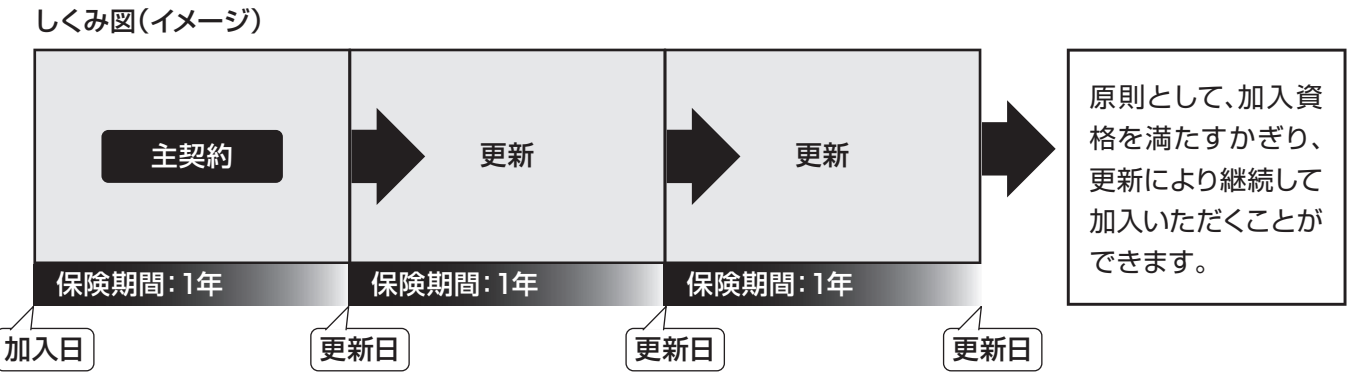 しくみ図(イメージ)
主契約
更新
更新
原則として、加入資
格を満たすかぎり、
更新により継続して
加入いただくことが
できます。
保険期間:1年
保険期間:1年
保険期間:1年
加入日
更新日
更新日
更新日